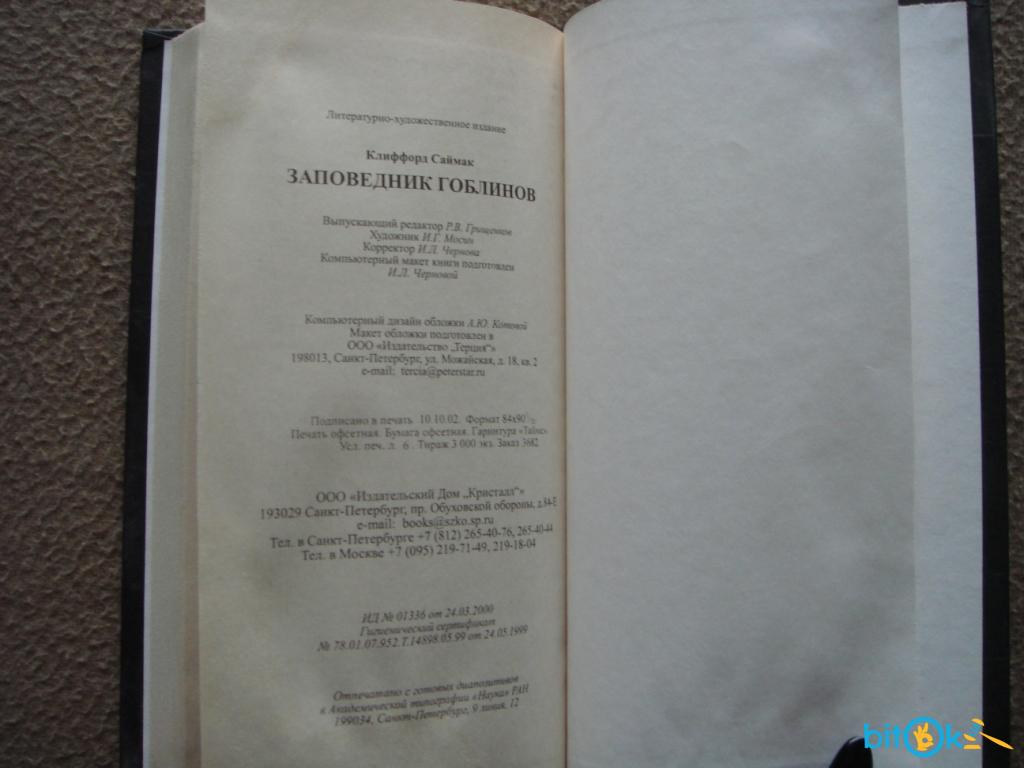 Литературно-художественное издание
Клиффорд Саймак
ЗАПОВЕДНИК ГОБЛИНОВ
Выпускающий редактор Р.В. Грищенков
Художник И.Г. Мосин
Корректор И.Л. Чернова
Компьютерный макет книги подготовлен
И.Л. Черновой
Компьютерный дизайн обложки А.Ю. Котовой
Макет обложки подготовлен в
ООО «Издательство „Терция“»
198013, Санкт-Петербург, ул. Можайская, д. 18, кв. 2
e-mail: tercia@peterstar.ru
Подписано в печать 10.10.02. Формат 84х90
Печать офсетная. Бумага офсетная. Гарнитура «Таймс»
Усл. печ. л. 6. Тираж 3 000 экз. Заказ 3682
ООО «Издательский Дом „Кристалл“»
193029 Санкт-Петербург, пр. Обуховской обороны, д.84-Е
e-mail: books@szko.sp.ru
Тел. в Санкт-Петербурге +7 (812) 265-40-76, 265-40-44
Тел. в Москве +7 (095) 219-71-49, 219-18-04
ИД № 01336 от 24.03.2000
Гигиенический сертификат
№ 78.01.07.952.Т.14898.05.99 от 24.05.1999
Отпечатано с готовых диапозитивов
в Академической типографии «Наука» РАН
199034, Санкт-Петербург, 9 линия, 12
bitok